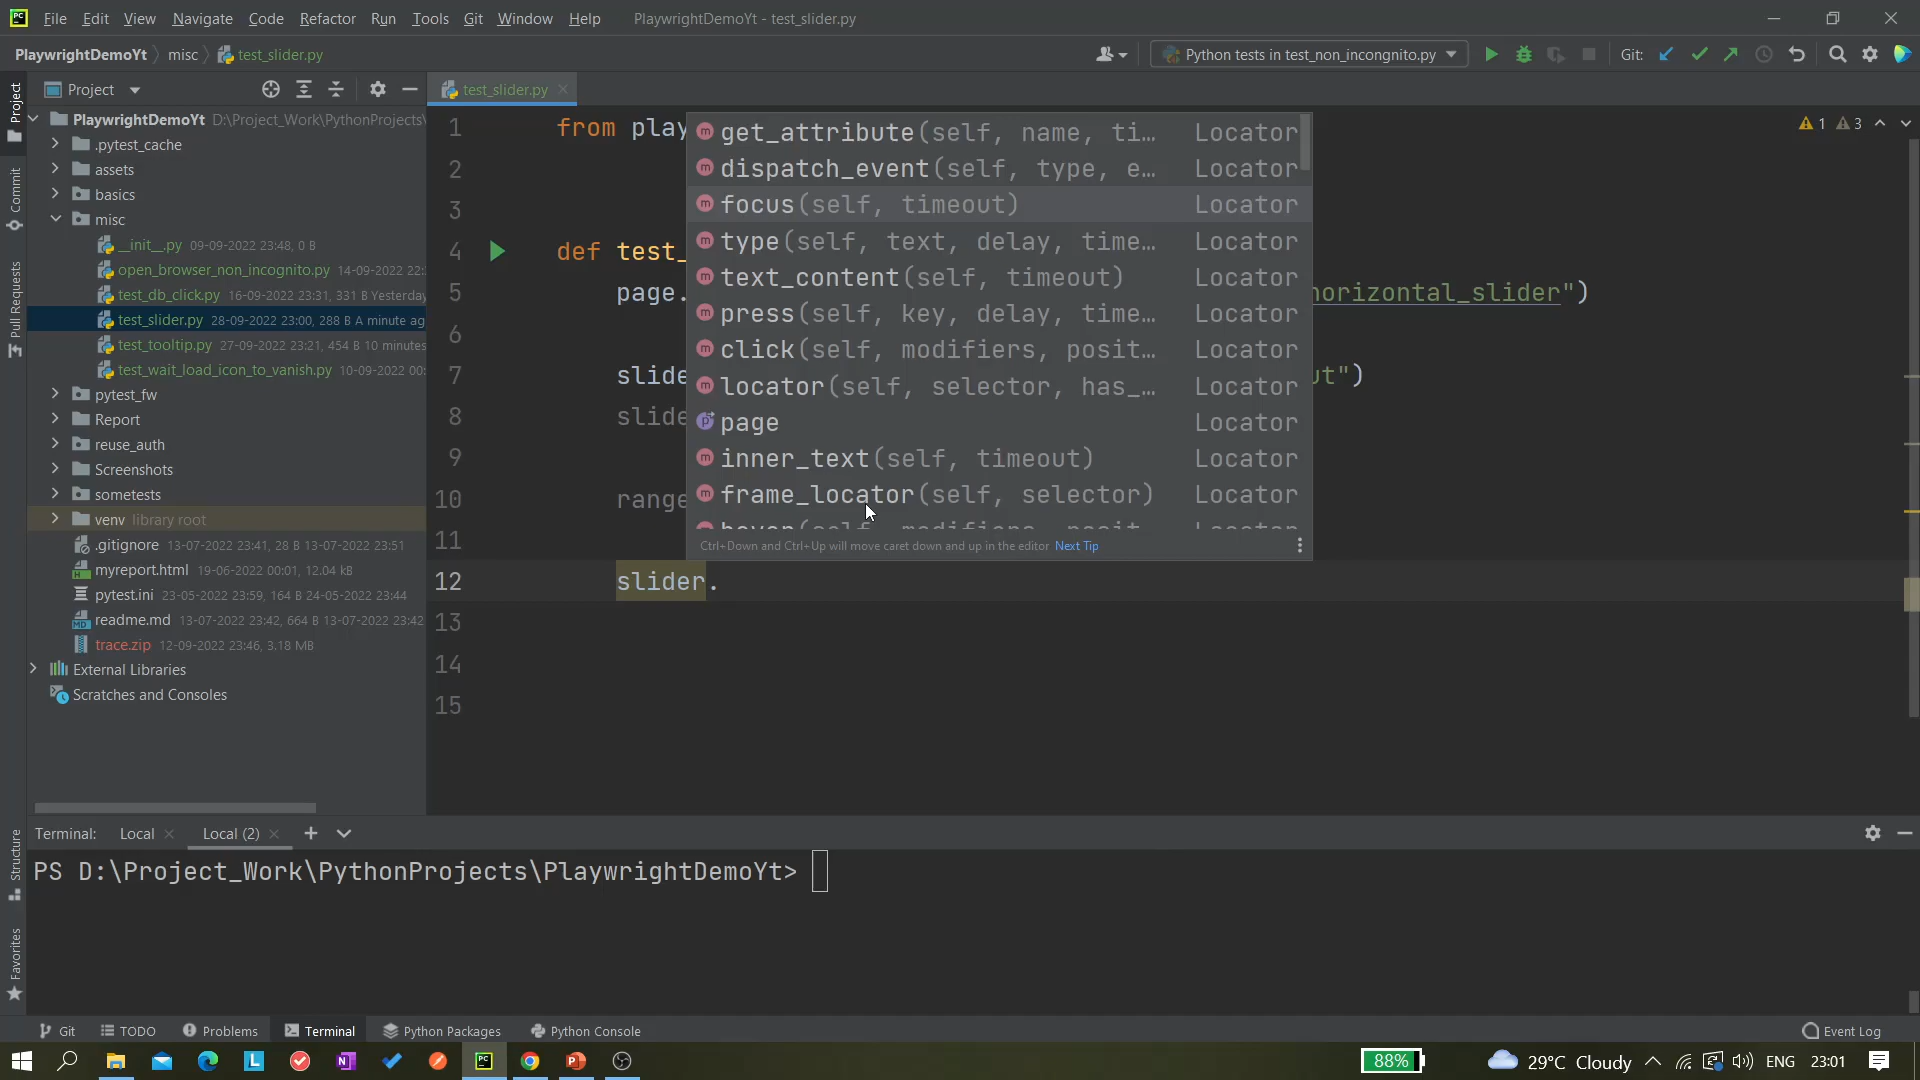 File Edit View Navigate Code Refactor Run Tools Git Window Help PlaywrightDemoYt - test_slider.py
PlaywrightDemoYt misc test_slider.py
Python tests in test_non_incongnito.py
Git:
Project
test_slider.py
PlaywrightDemoYt D:\Project_Work\PythonProjects\
.pytest_cache
assets
basics
misc
__init__.py 09-09-2022 23:48, 0 B
open_browser_non_incognito.py 14-09-2022 22:
test_db_click.py 16-09-2022 23:31, 331 B Yesterday
test_slider.py 28-09-2022 23:00, 288 B A minute ag
test_tooltip.py 27-09-2022 23:21, 454 B 10 minutes
test_wait_load_icon_to_vanish.py 10-09-2022 00:
pytest_fw
Report
reuse_auth
Screenshots
sometests
venv library root
.gitignore 13-07-2022 23:41, 28 B 13-07-2022 23:51
myreport.html 19-06-2022 00:01, 12.04 kB
pytest.ini 23-05-2022 23:59, 164 B 24-05-2022 23:44
readme.md 13-07-2022 23:42, 664 B 13-07-2022 23:42
trace.zip 12-09-2022 23:46, 3.18 MB
External Libraries
Scratches and Consoles
Project
Commit
Pull Requests
Structure
Favorites
1 from play
2
3
4 def test_
5 page. horizontal_slider")
6
7 slide ut")
8 slide
9
10 range
11
12 slider.
13
14
15
1 3
get_attribute(self, name, ti… Locator
dispatch_event(self, type, e… Locator
focus(self, timeout) Locator
type(self, text, delay, time… Locator
text_content(self, timeout) Locator
press(self, key, delay, time… Locator
click(self, modifiers, posit… Locator
locator(self, selector, has_… Locator
page Locator
inner_text(self, timeout) Locator
frame_locator(self, selector) Locator
hover(self, modifiers, posit… Locator
Ctrl+Down and Ctrl+Up will move caret down and up in the editor Next Tip
Terminal: Local Local (2)
PS D:\Project_Work\PythonProjects\PlaywrightDemoYt>
Git TODO Problems Terminal Python Packages Python Console Event Log
88% 29°C Cloudy ENG 23:01